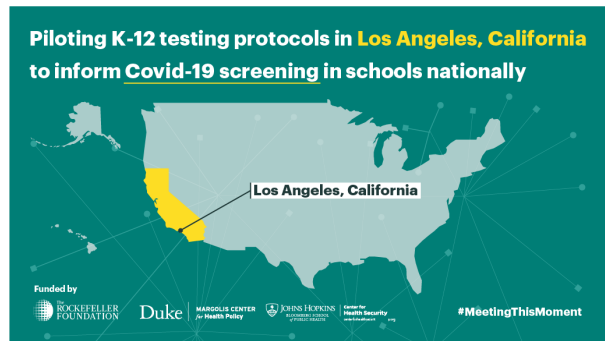 Piloting K-12 testing protocols in Los Angeles, California
to inform Covid-19 screening in schools nationally
Los Angeles, California
Funded by
The
ROCKEFELLER
FOUNDATION
Duke
MARGOLIS CENTER
for Health Policy
JOHNS HOPKINS
BLOOMBERG SCHOOL
of PUBLIC HEALTH
Center for
Health Security
#MeetingThisMoment